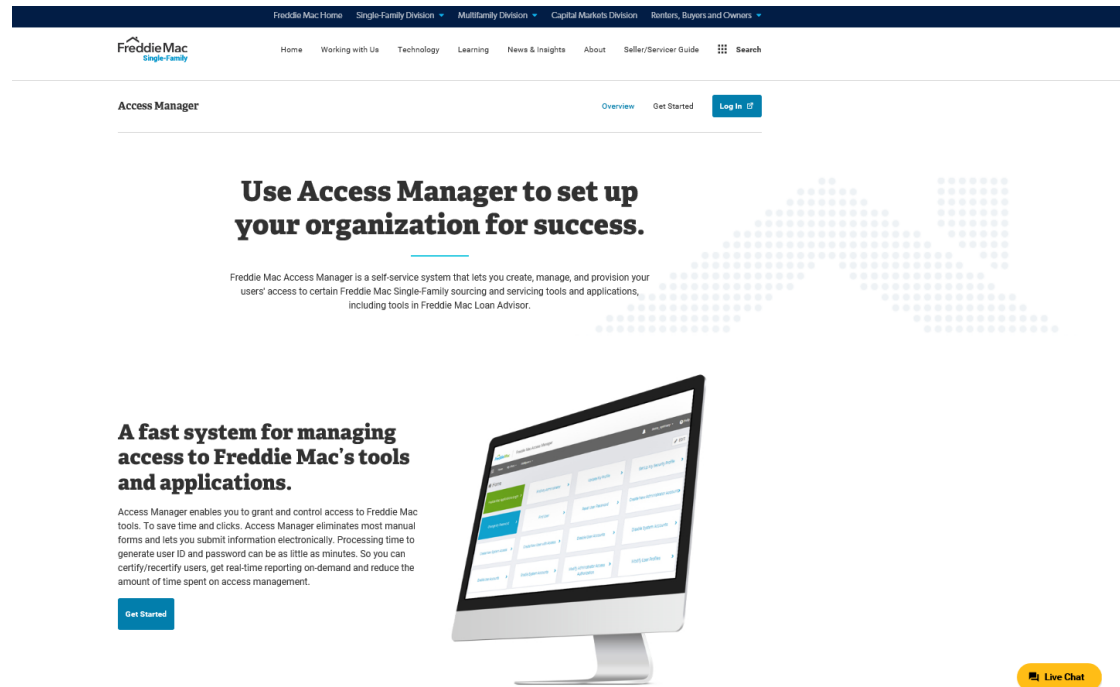 Freddie Mac Home Single-Family Division Multifamily Division Capital Markets Division Renters, Buyers and Owners
Freddie Mac
Single-Family
Home Working with Us Technology Learning News & Insights About Seller/Servicer Guide Search
Access Manager
Overview Get Started Log In
Use Access Manager to set up
your organization for success.
Freddie Mac Access Manager is a self-service system that lets you create, manage, and provision your
users' access to certain Freddie Mac Single-Family sourcing and servicing tools and applications,
including tools in Freddie Mac Loan Advisor.
A fast system for managing
access to Freddie Mac's tools
and applications.
Access Manager enables you to grant and control access to Freddie Mac
tools. To save time and clicks. Access Manager eliminates most manual
forms and lets you submit information electronically. Processing time to
generate user ID and password can be as little as minutes. So you can
certify/recertify users, get real-time reporting on-demand and reduce the
amount of time spent on access management.
Get Started
Live Chat